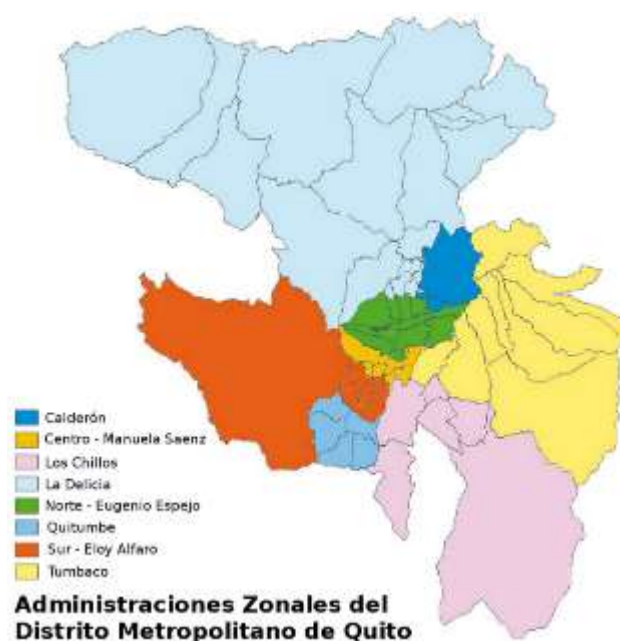 Calderón
Centro - Manuela Saenz
Los Chillos
La Delicia
Norte - Eugenio Espejo
Quitumbe
Sur - Eloy Alfaro
Tumbaco
Administraciones Zonales del
Distrito Metropolitano de Quito